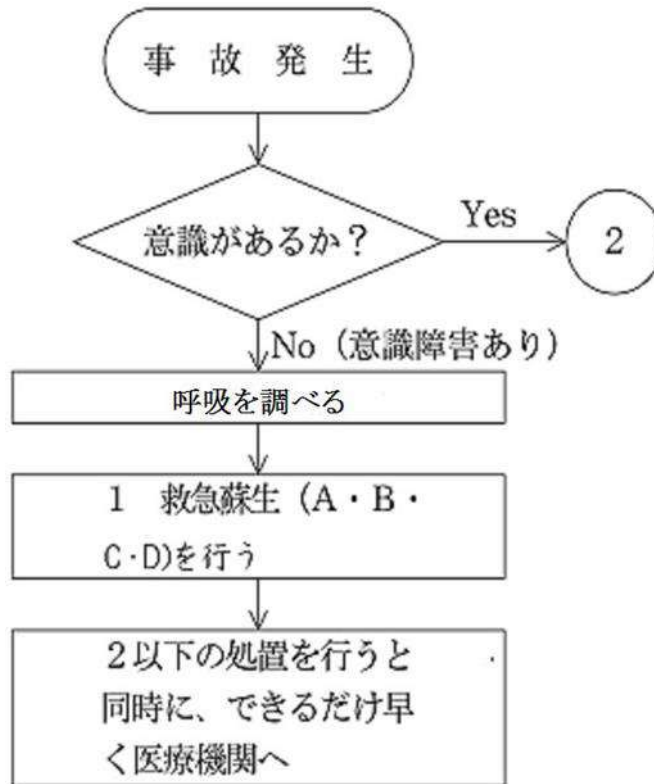 事 故 発 生
意識があるか？
Yes
2
No（意識障害あり）
呼吸を調べる
1 救急蘇生（A・B・
C・D)を行う
2以下の処置を行うと
同時に、できるだけ早
く医療機関へ